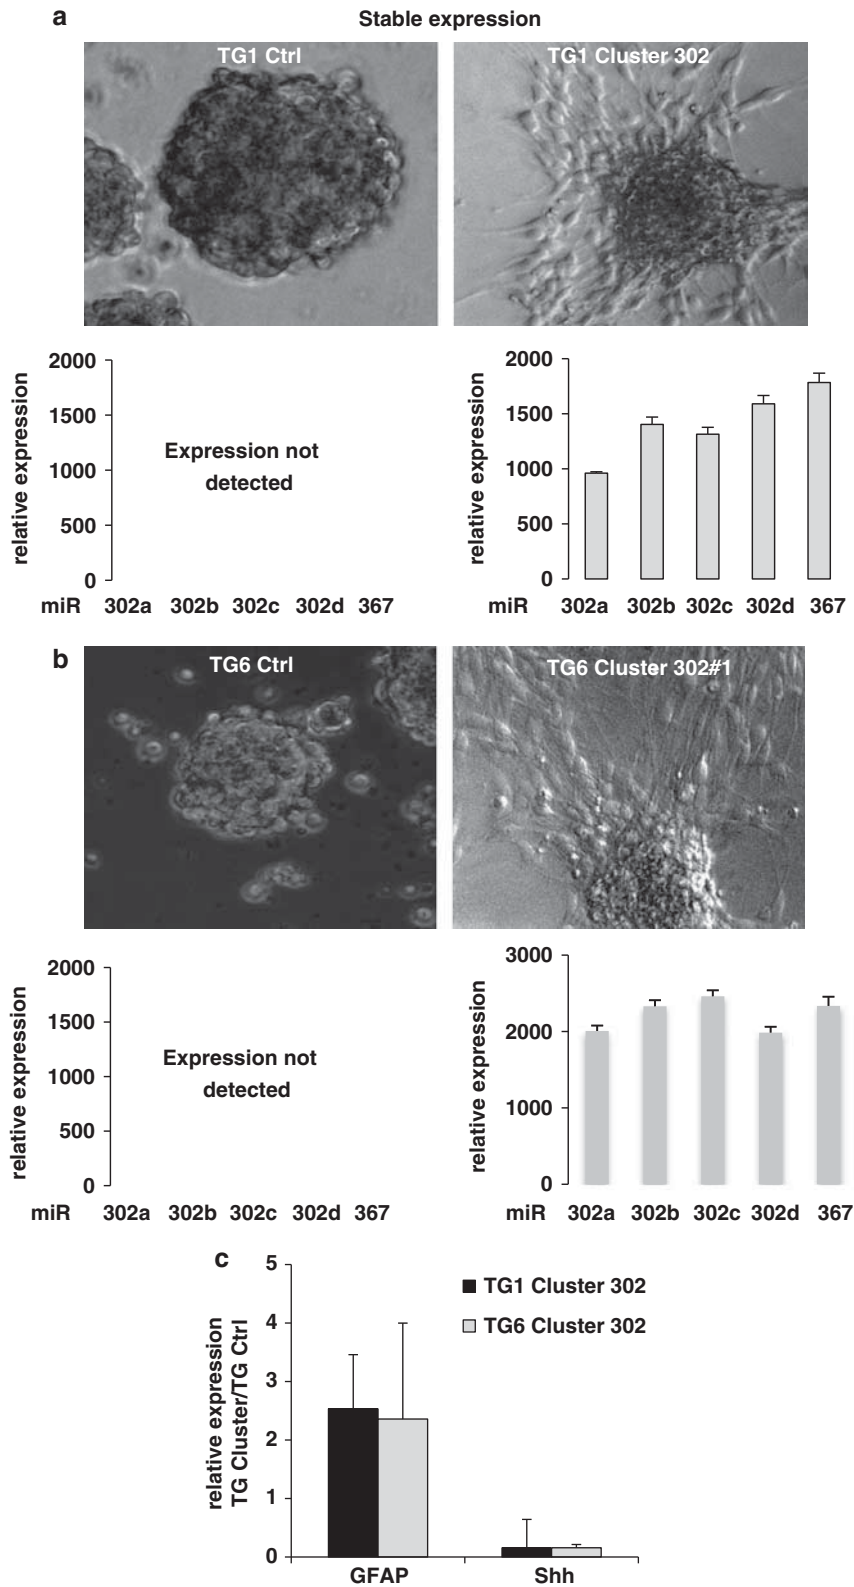 a
Stable expression
TG1 Ctrl
TG1 Cluster 302
relative expression
2000
1500
1000
500
0
Expression not
detected
miR 302a 302b 302c 302d 367
relative expression
2000
1500
1000
500
0
miR 302a 302b 302c 302d 367
b
TG6 Ctrl
TG6 Cluster 302#1
relative expression
2000
1500
1000
500
0
Expression not
detected
miR 302a 302b 302c 302d 367
relative expression
3000
2000
1000
0
miR 302a 302b 302c 302d 367
c
relative expression
TG Cluster/TG Ctrl
5
4
3
2
1
0
TG1 Cluster 302
TG6 Cluster 302
GFAP Shh